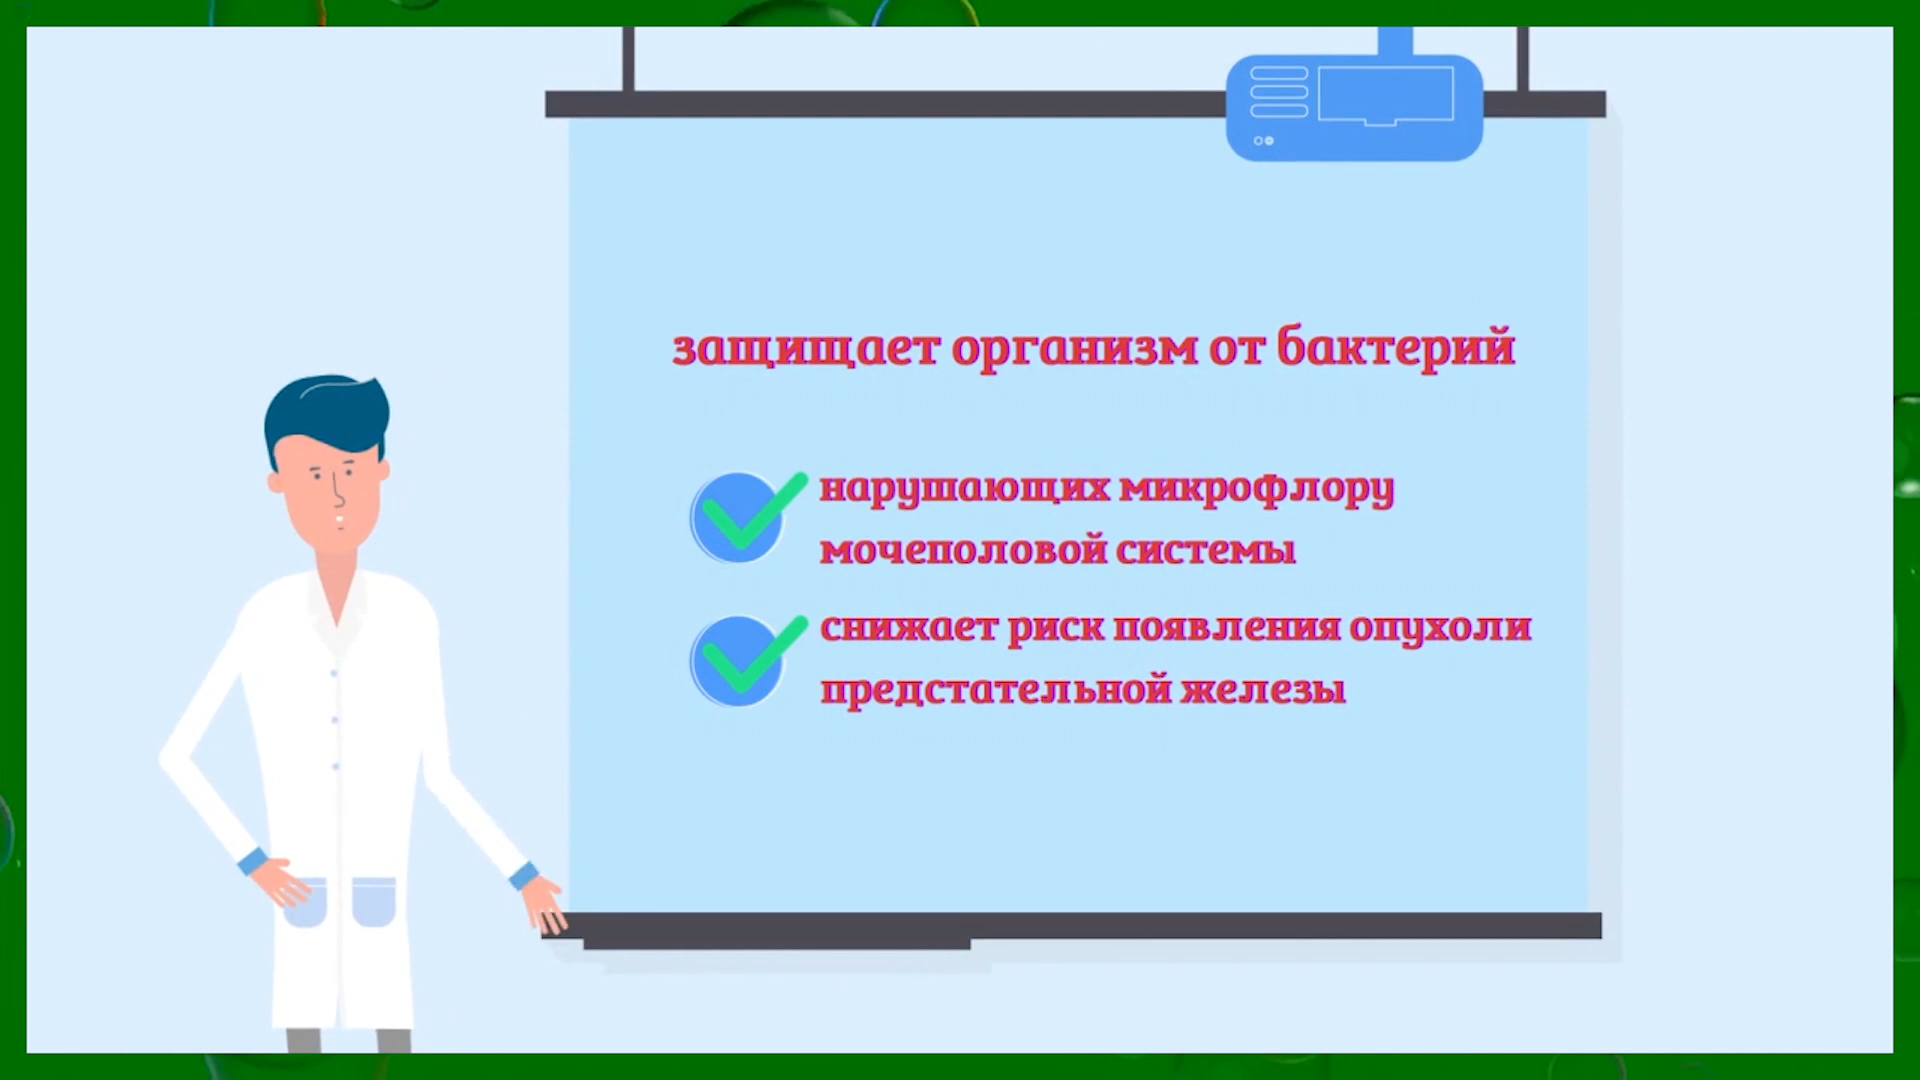 защищает организм от бактерий
нарушающих микрофлору
мочеполовой системы
снижает риск появления опухоли
предстательной железы